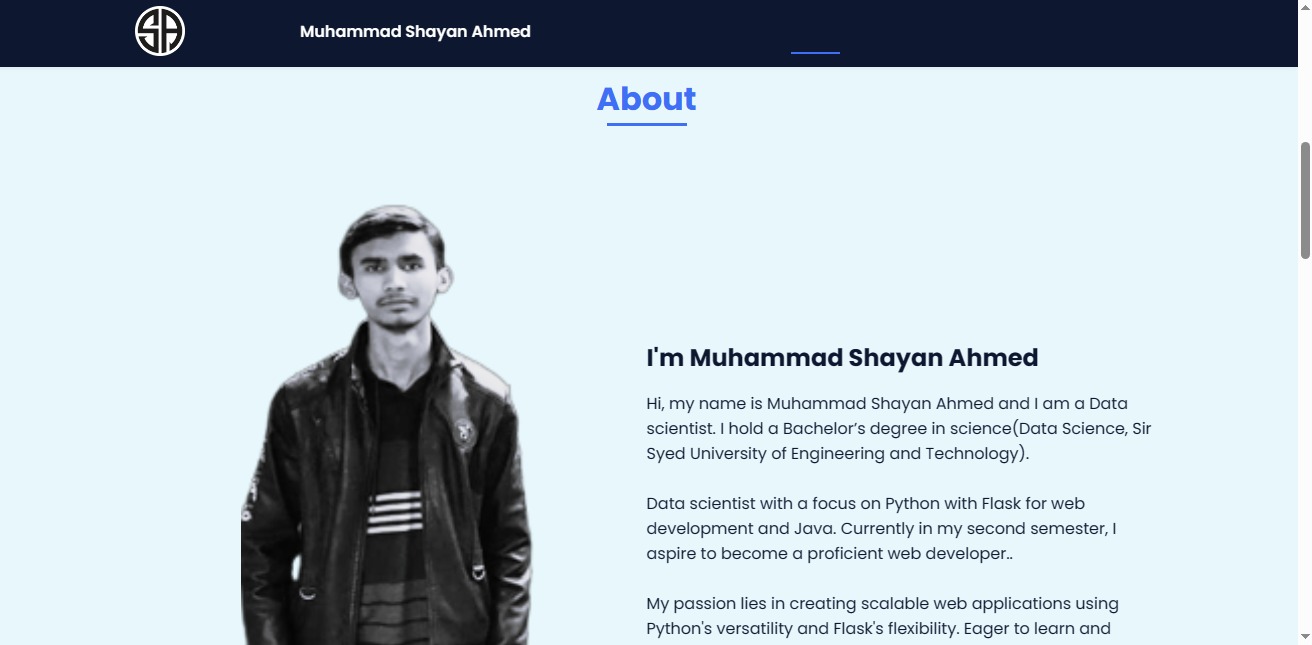 SA
Muhammad Shayan Ahmed
About
I'm Muhammad Shayan Ahmed
Hi, my name is Muhammad Shayan Ahmed and I am a Data
scientist. I hold a Bachelor’s degree in science(Data Science, Sir
Syed University of Engineering and Technology).
Data scientist with a focus on Python with Flask for web
development and Java. Currently in my second semester, I
aspire to become a proficient web developer..
My passion lies in creating scalable web applications using
Python's versatility and Flask's flexibility. Eager to learn and